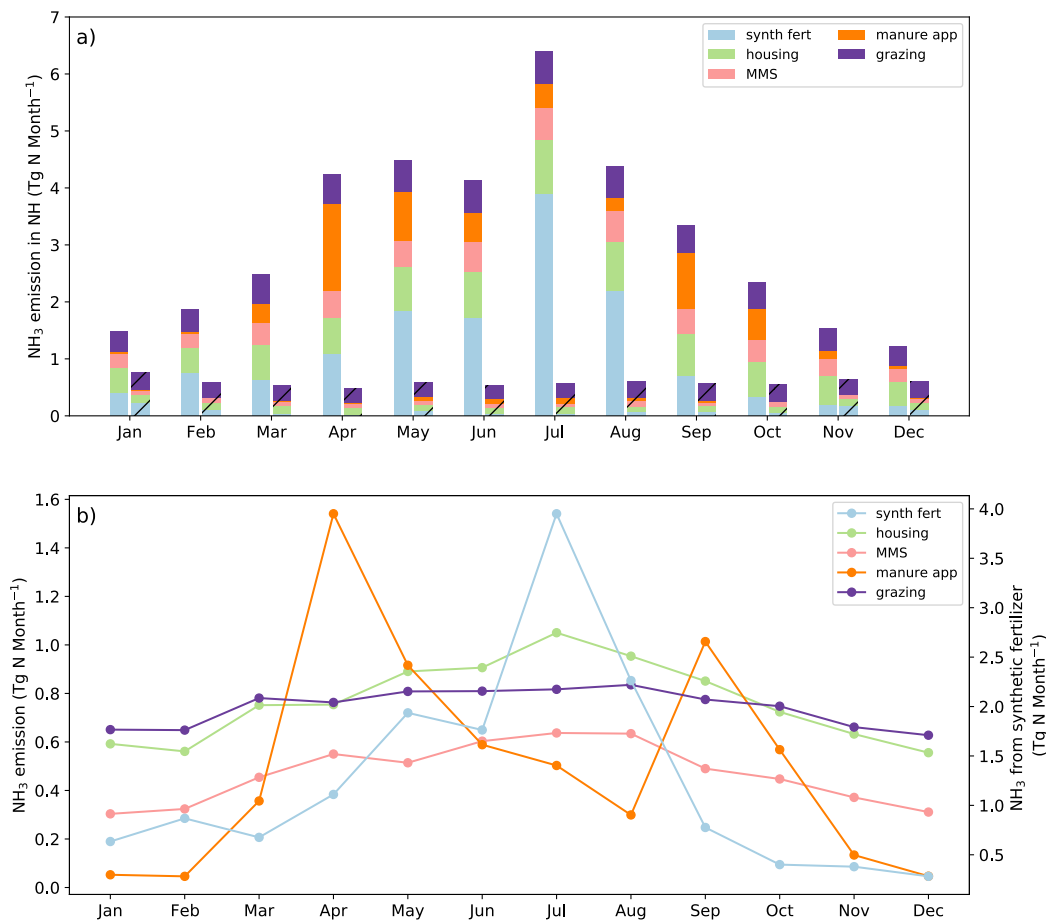 a)
NH₃ emission in NH (Tg N Month⁻¹)
7
6
5
4
3
2
1
0
synth fert
housing
MMS
manure app
grazing
Jan Feb Mar Apr May Jun Jul Aug Sep Oct Nov Dec
b)
NH₃ emission (Tg N Month⁻¹)
1.6
1.4
1.2
1.0
0.8
0.6
0.4
0.2
0.0
synth fert
housing
MMS
manure app
grazing
4.0
3.5
3.0
2.5
2.0
1.5
1.0
0.5
NH₃ from synthetic fertilizer
(Tg N Month⁻¹)
Jan Feb Mar Apr May Jun Jul Aug Sep Oct Nov Dec